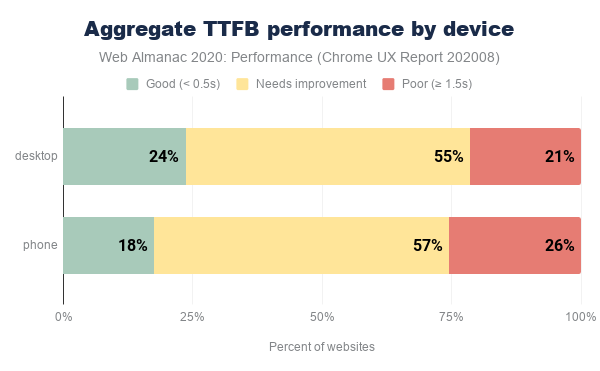 Aggregate TTFB performance by device
Web Almanac 2020: Performance (Chrome UX Report 202008)
Good (< 0.5s) Needs improvement Poor (≥ 1.5s)
desktop 24% 55% 21%
phone 18% 57% 26%
0% 25% 50% 75% 100%
Percent of websites